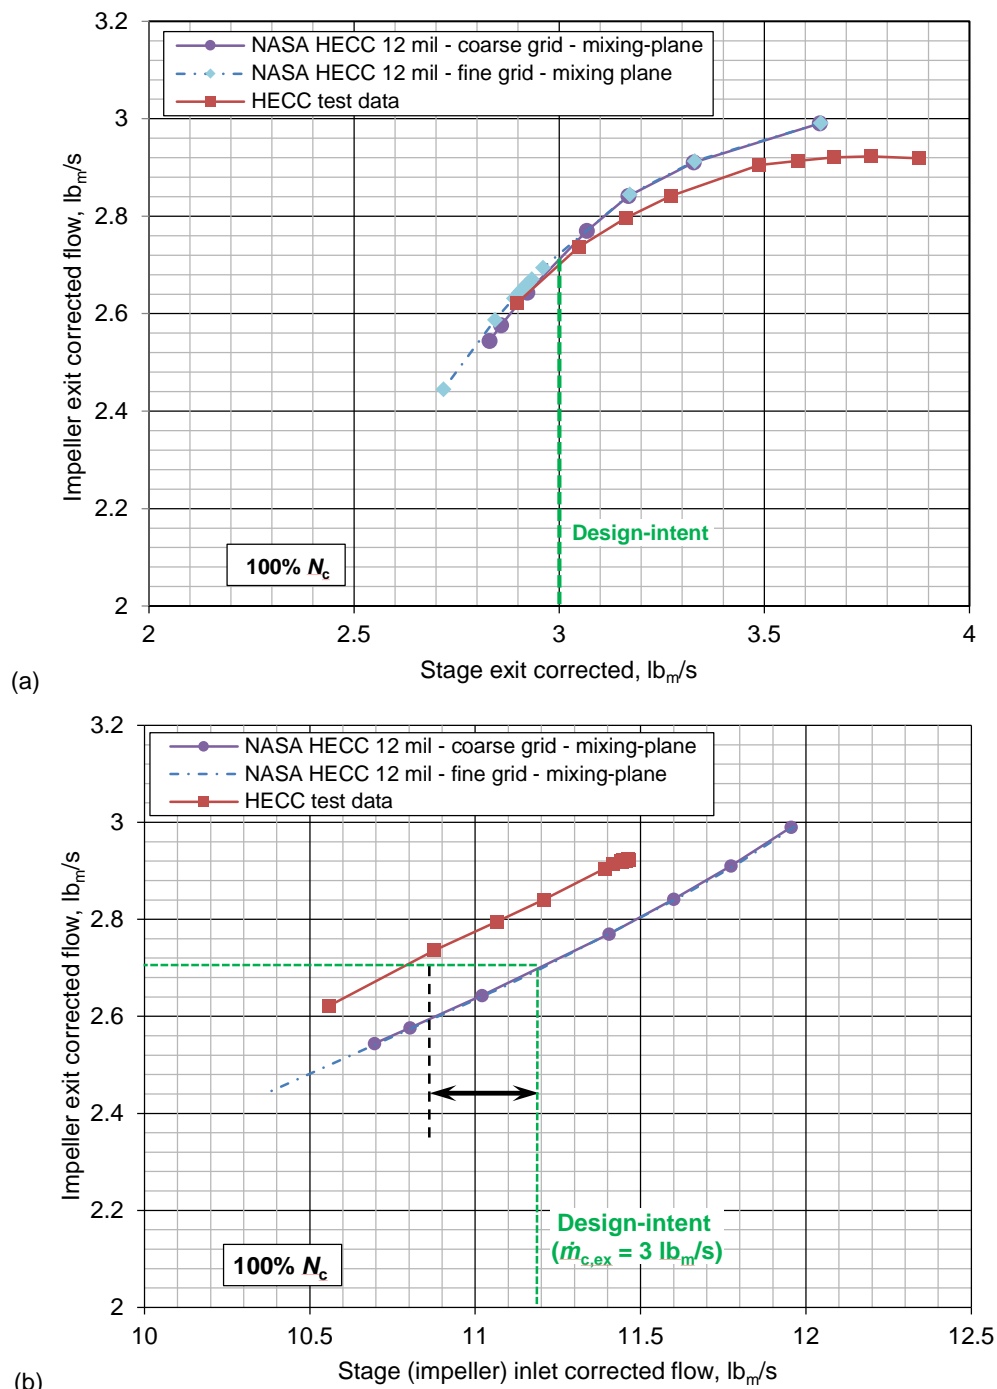 3.2
NASA HECC 12 mil - coarse grid - mixing-plane
NASA HECC 12 mil - fine grid - mixing plane
HECC test data
3
2.8
2.6
2.4
2.2
2
Impeller exit corrected flow, lbm/s
Design-intent
100% Nc
2
2.5
3
3.5
4
Stage exit corrected, lbm/s
(a)
3.2
NASA HECC 12 mil - coarse grid - mixing-plane
NASA HECC 12 mil - fine grid - mixing-plane
HECC test data
3
2.8
2.6
2.4
2.2
2
Impeller exit corrected flow, lbm/s
Design-intent
(ṁc,ex = 3 lbm/s)
100% Nc
10
10.5
11
11.5
12
12.5
Stage (impeller) inlet corrected flow, lbm/s
(b)